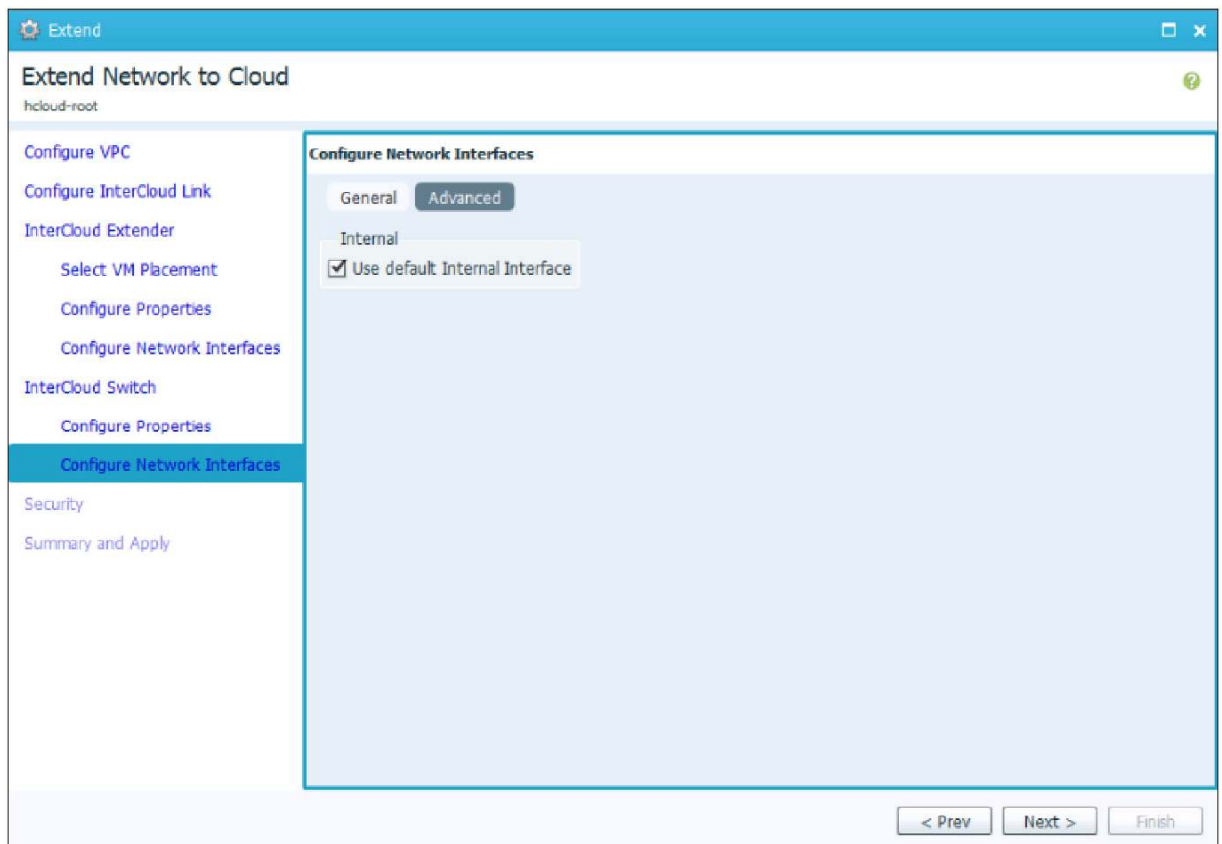 Extend
Extend Network to Cloud
hcloud-root
Configure VPC
Configure InterCloud Link
InterCloud Extender
Select VM Placement
Configure Properties
Configure Network Interfaces
InterCloud Switch
Configure Properties
Configure Network Interfaces
Security
Summary and Apply
Configure Network Interfaces
General Advanced
Internal
Use default Internal Interface
< Prev Next > Finish